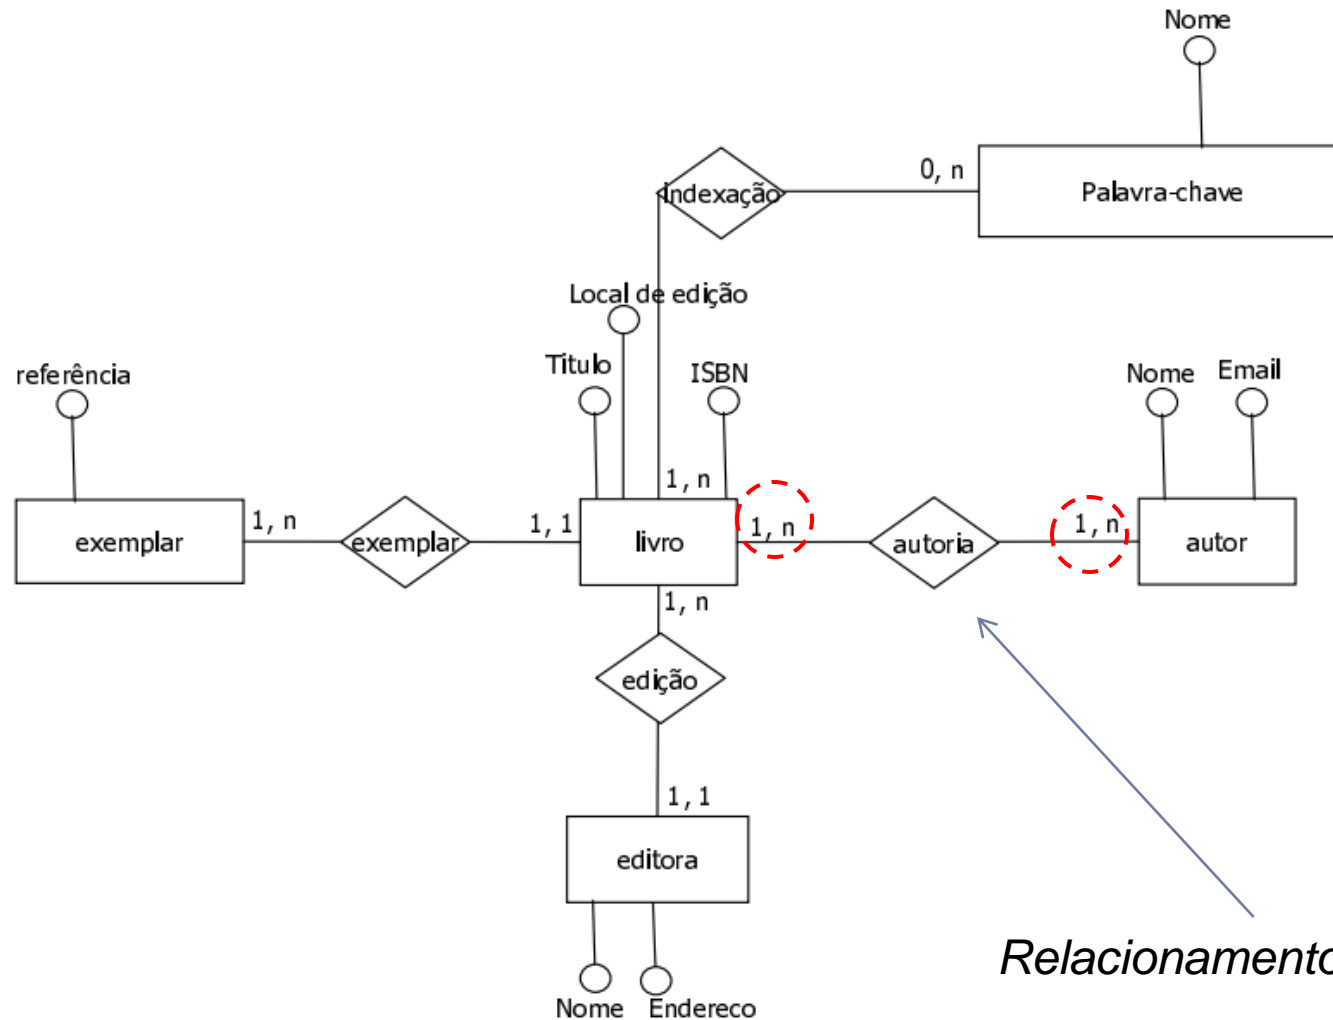 Nome
0, n
indexação
Palavra-chave
Local de edição
Titulo
ISBN
referência
Nome
Email
1, n
exemplar
1, n
exemplar
1, 1
livro
1, n
autoria
1, n
autor
1, n
edição
1, 1
editora
Relacionamento
Nome
Endereco